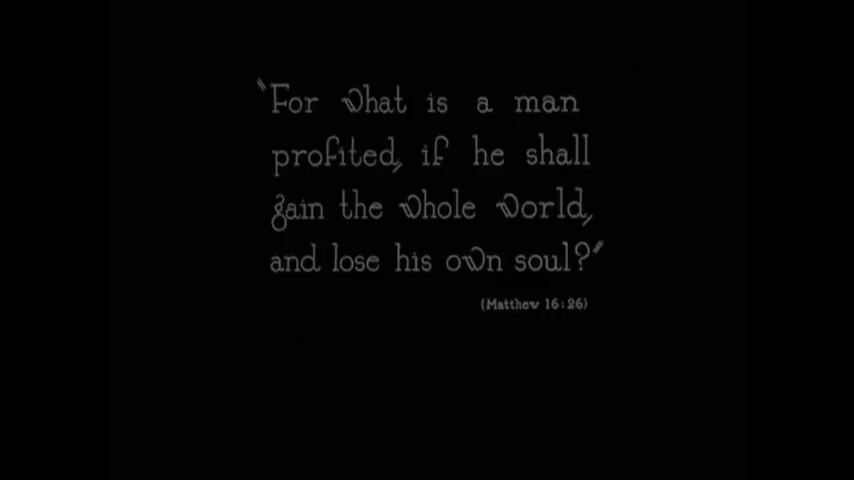 "For what is a man
profited, if he shall
gain the whole world,
and lose his own soul?"
(Matthew 16:26)